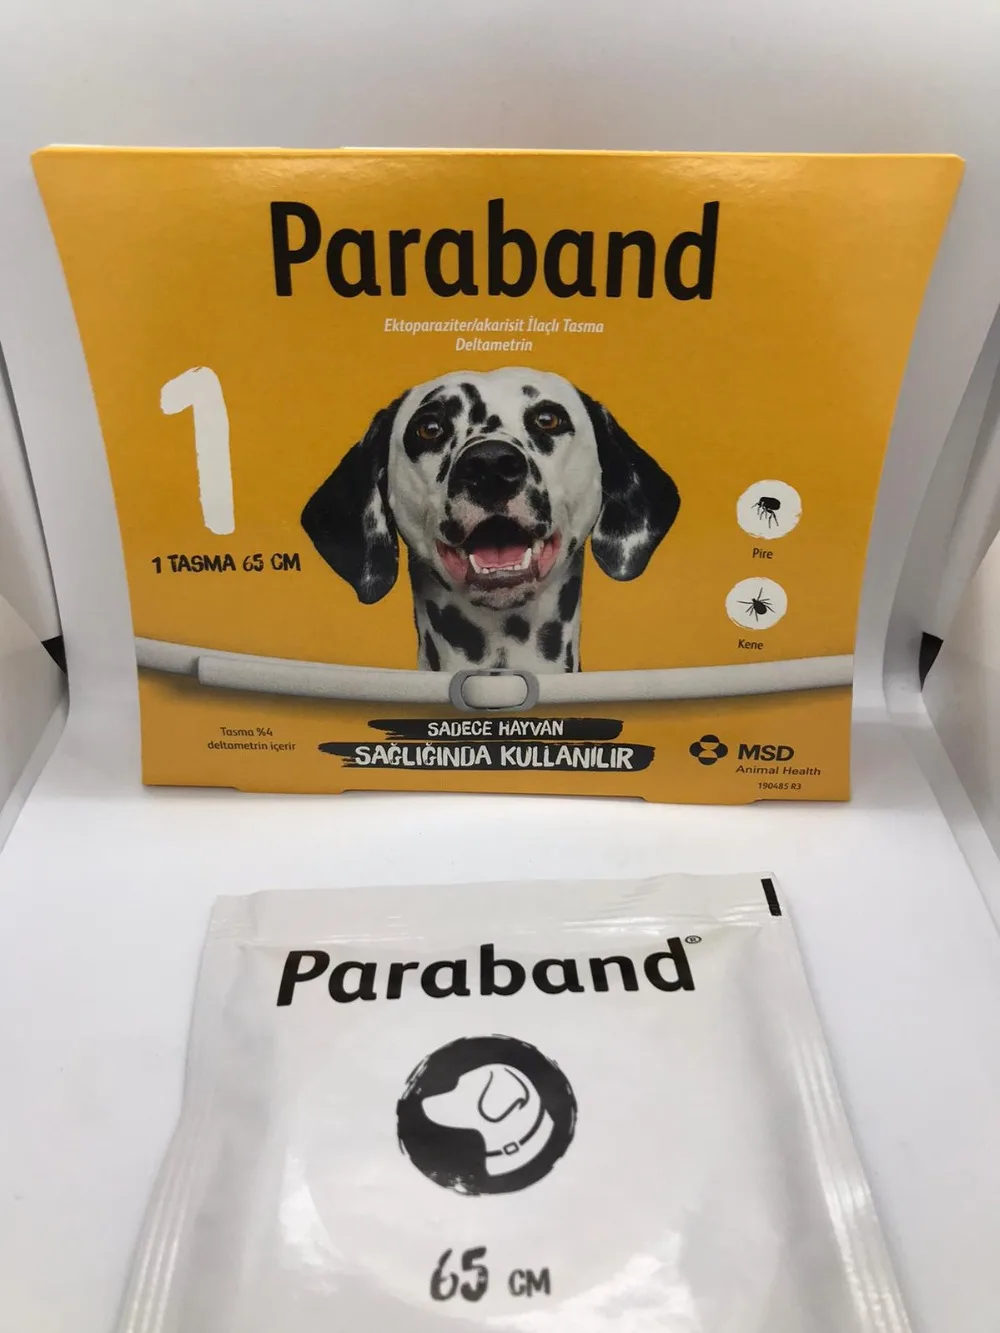 Paraband
Ektoparaziter/akarisit İlaçlı Tasma
Deltametrin
1
1 TASMA 65 CM
Pire
Kene
Tasma %4
deltametrin içerir
SADECE HAYVAN
SAĞLIĞINDA KULLANILIR
MSD
Animal Health
190485 R3
Paraband®
65 CM